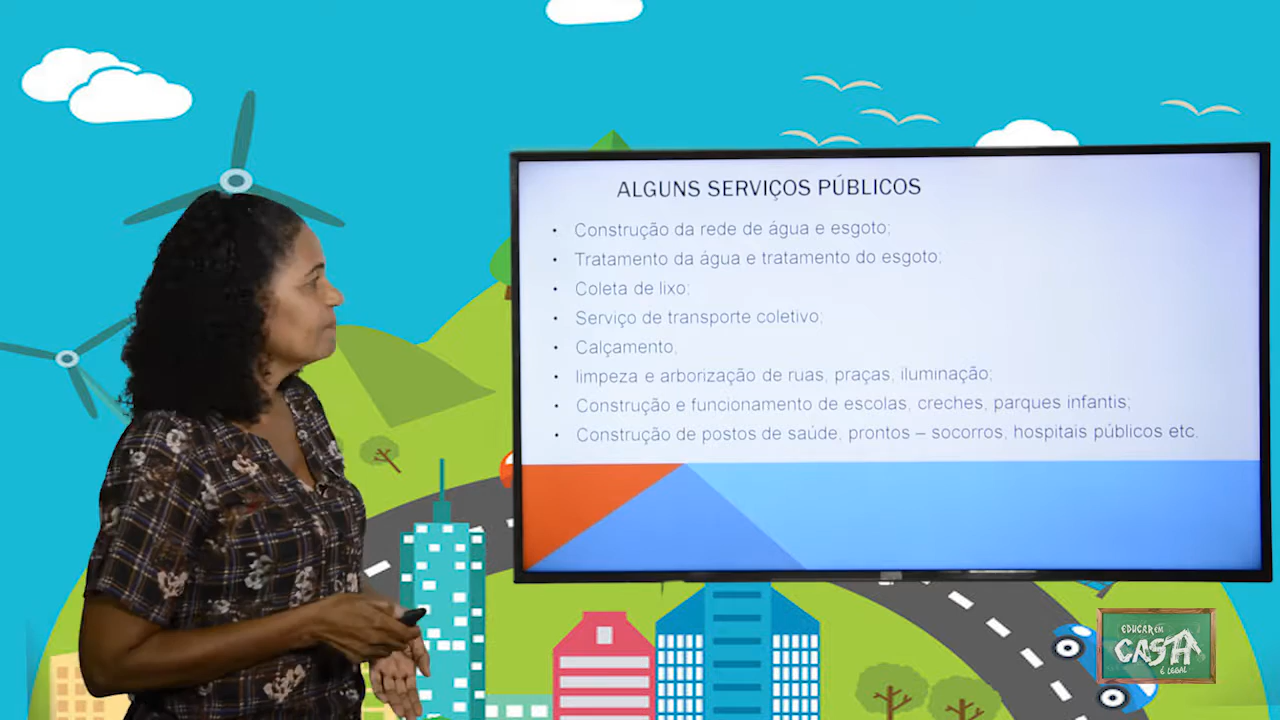 ALGUNS SERVIÇOS PÚBLICOS
• Construção da rede de água e esgoto;
• Tratamento da água e tratamento do esgoto;
• Coleta de lixo;
• Serviço de transporte coletivo;
• Calçamento,
• limpeza e arborização de ruas, praças, iluminação;
• Construção e funcionamento de escolas, creches, parques infantis;
• Construção de postos de saúde, prontos – socorros, hospitais públicos etc.
EDUCAR EM
CASA
É LEGAL